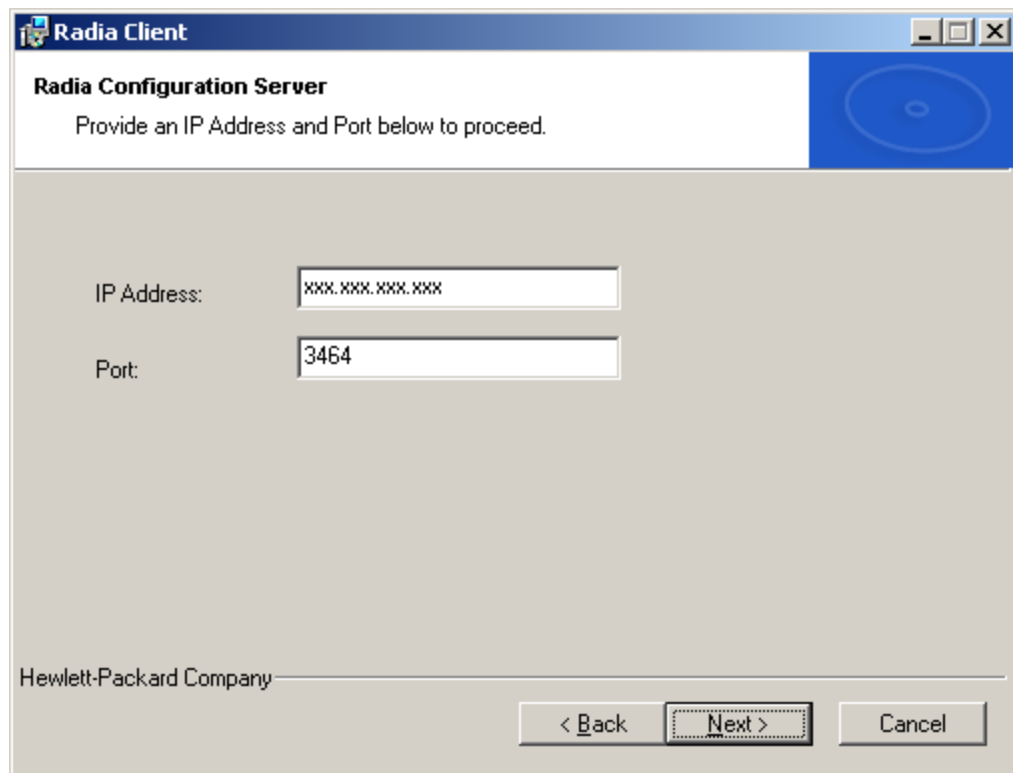 Radia Client
Radia Configuration Server
Provide an IP Address and Port below to proceed.
IP Address: xxx.xxx.xxx.xxx
Port: 3464
Hewlett-Packard Company
< Back Next > Cancel